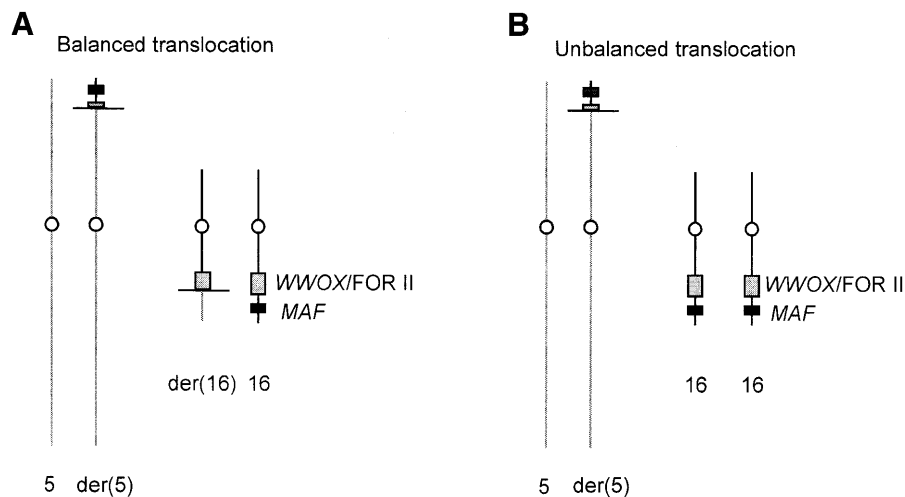 A
Balanced translocation
WWOX/FOR II
MAF
der(16) 16
5 der(5)
B
Unbalanced translocation
WWOX/FOR II
MAF
16 16
5 der(5)